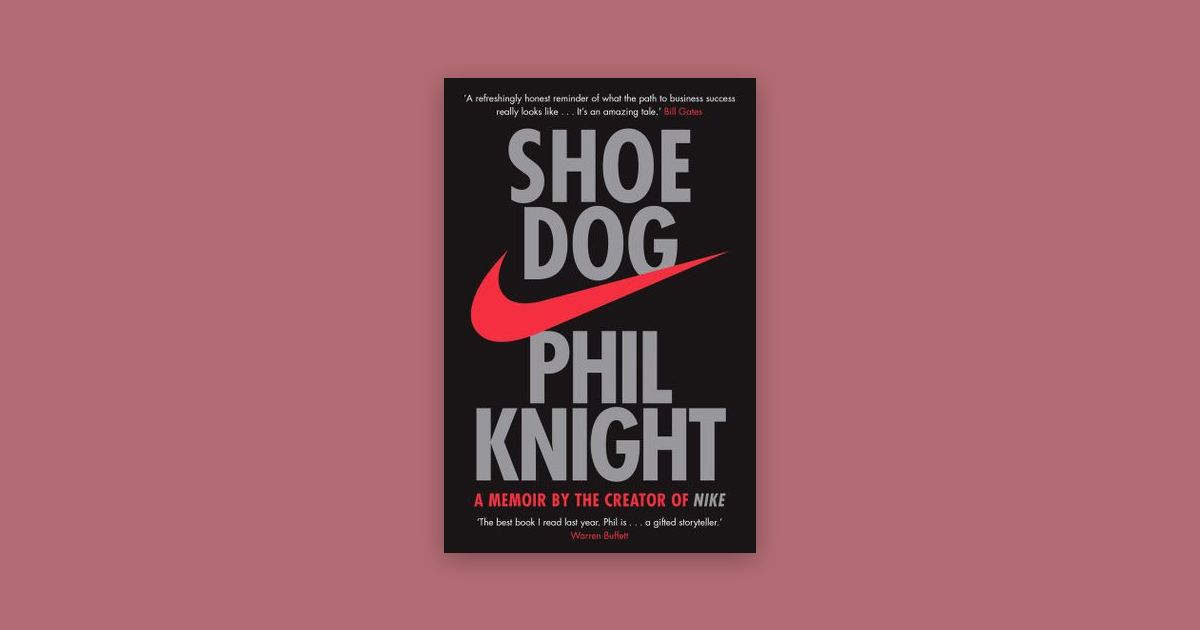 ‘A refreshingly honest reminder of what the path to business success
really looks like . . . It’s an amazing tale.’ Bill Gates
SHOE
DOG
PHIL
KNIGHT
A MEMOIR BY THE CREATOR OF NIKE
‘The best book I read last year. Phil is . . . a gifted storyteller.’
Warren Buffett